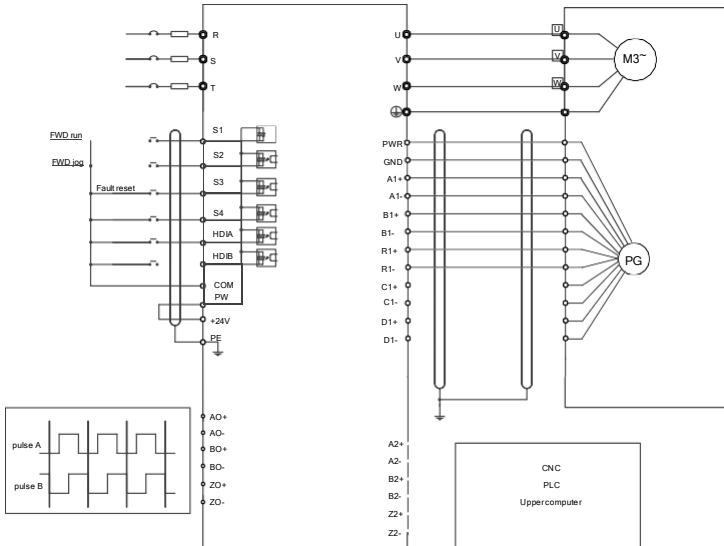 R
S
T
U
V
W
U
V
W
M3~
FWD run
FWD jog
Fault reset
S1
S2
S3
S4
HDIA
HDIB
COM
PW
+24V
PE
PWR
GND
A1+
A1-
B1+
B1-
R1+
R1-
C1+
C1-
D1+
D1-
PG
pulse A
pulse B
AO+
AO-
BO+
BO-
ZO+
ZO-
A2+
A2-
B2+
B2-
Z2+
Z2-
CNC
PLC
Uppercomputer